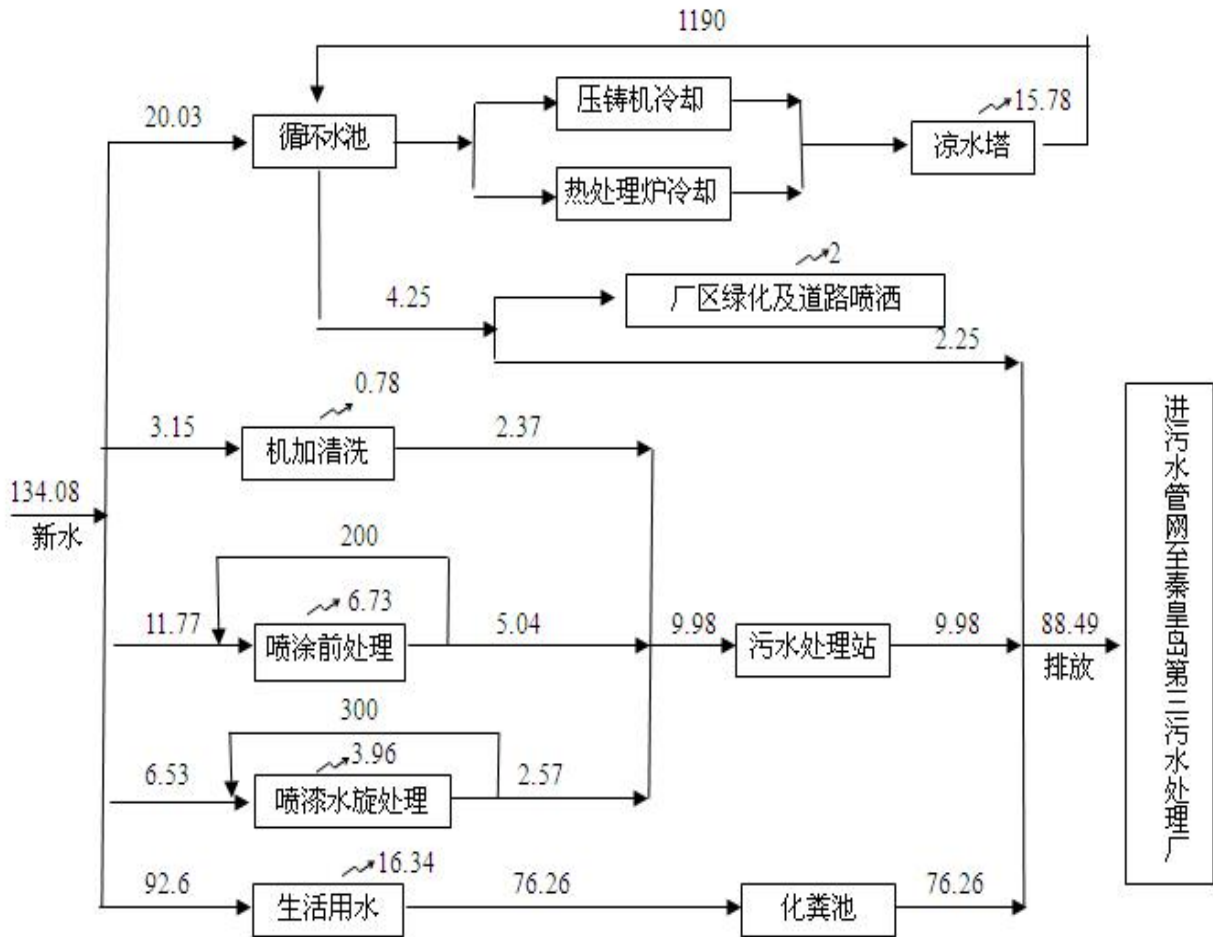 1190
压铸机冷却
15.78
20.03
循环水池
凉水塔
热处理炉冷却
2
4.25
厂区绿化及道路喷洒
2.25
0.78
3.15
机加清洗
2.37
134.08
新水
200
6.73
11.77
喷涂前处理
5.04
9.98
污水处理站
9.98
88.49
排放
进污水管网至秦皇岛第三污水处理厂
300
3.96
6.53
喷漆水旋处理
2.57
16.34
92.6
生活用水
76.26
化粪池
76.26